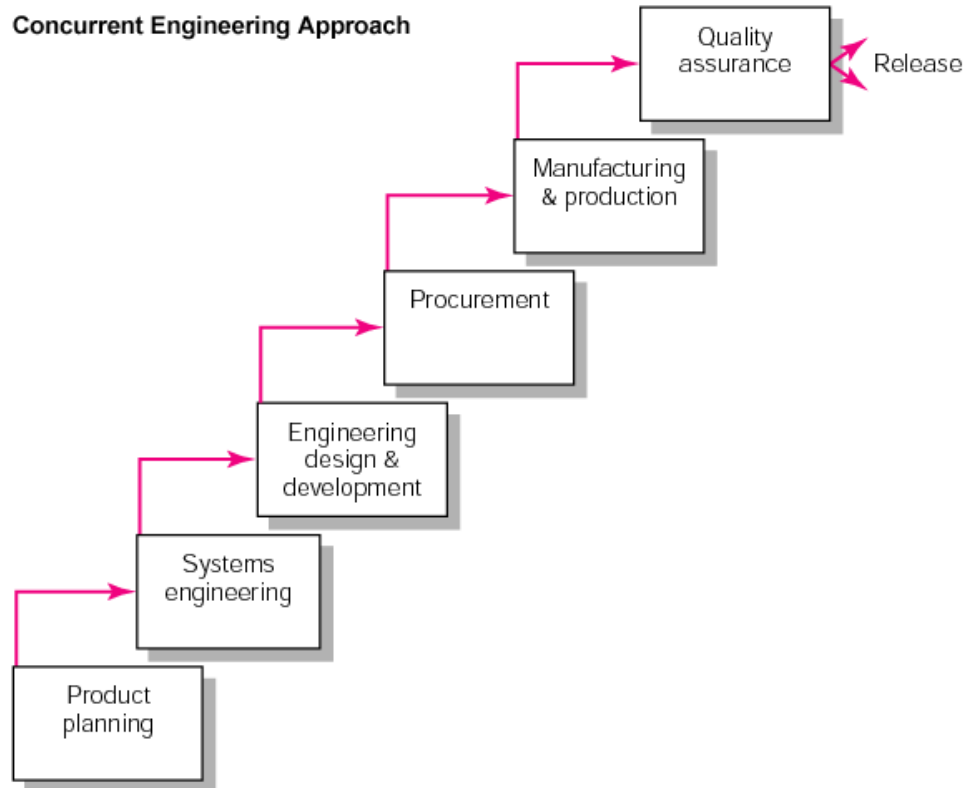 Concurrent Engineering Approach
Quality
assurance
Release
Manufacturing
& production
Procurement
Engineering
design &
development
Systems
engineering
Product
planning